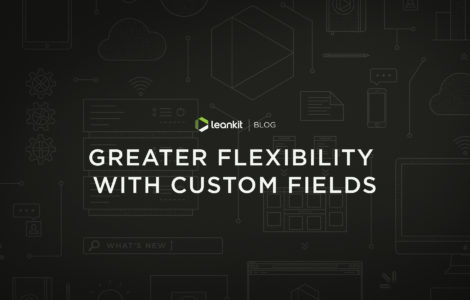 leankit | BLOG
GREATER FLEXIBILITY
WITH CUSTOM FIELDS
WHAT'S NEW